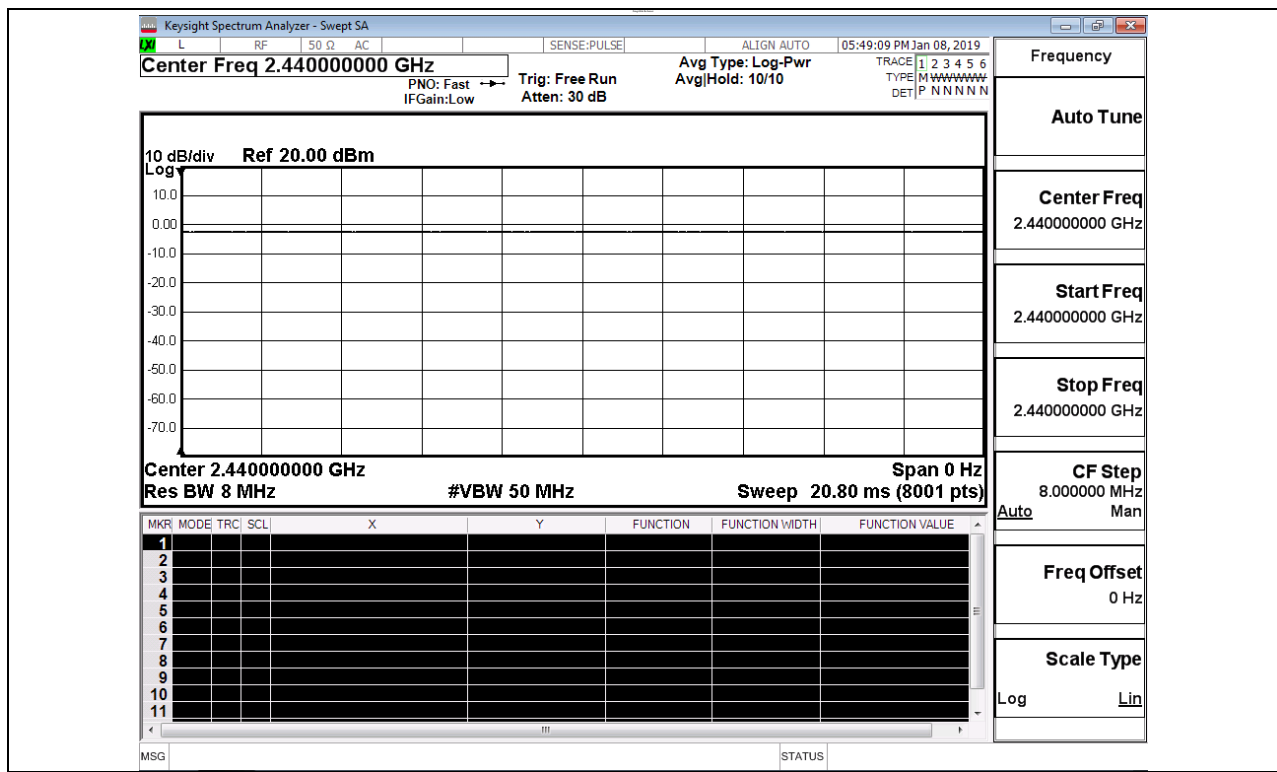 Keysight Spectrum Analyzer - Swept SA
LXI L RF 50 Ω AC SENSE:PULSE ALIGN AUTO 05:49:09 PM Jan 08, 2019
Center Freq 2.440000000 GHz
PNO: Fast
IFGain:Low
Trig: Free Run
Atten: 30 dB
Avg Type: Log-Pwr
Avg|Hold: 10/10
TRACE 1 2 3 4 5 6
TYPE M WWWWW
DET P N N N N N
10 dB/div Ref 20.00 dBm
Log
10.0
0.00
-10.0
-20.0
-30.0
-40.0
-50.0
-60.0
-70.0
Center 2.440000000 GHz Span 0 Hz
Res BW 8 MHz #VBW 50 MHz Sweep 20.80 ms (8001 pts)
MKR MODE TRC SCL X Y FUNCTION FUNCTION WIDTH FUNCTION VALUE
1
2
3
4
5
6
7
8
9
10
11
MSG STATUS
Frequency
Auto Tune
Center Freq
2.440000000 GHz
Start Freq
2.440000000 GHz
Stop Freq
2.440000000 GHz
CF Step
8.000000 MHz
Auto Man
Freq Offset
0 Hz
Scale Type
Log Lin